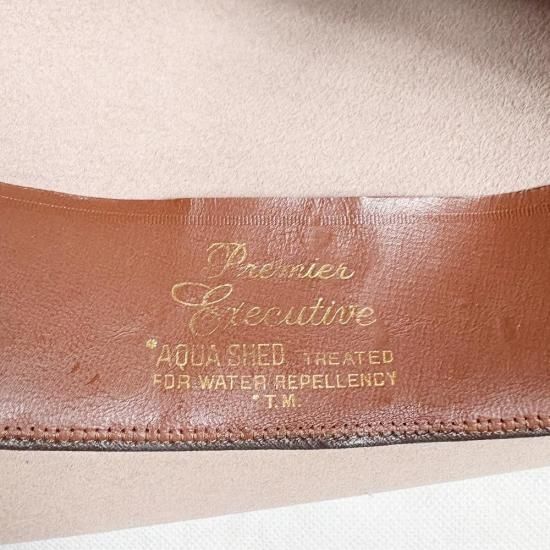 Premier
Executive
*AQUA SHED TREATED
FOR WATER REPELLENCY
*T.M.